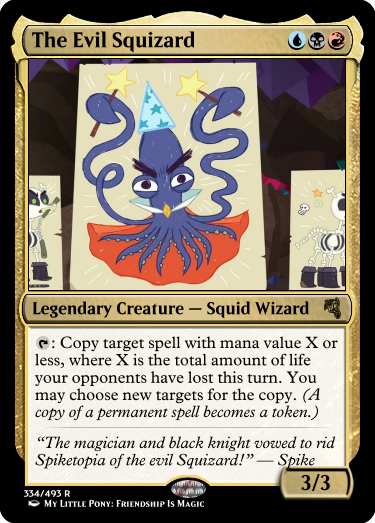 The Evil Squizard
Legendary Creature — Squid Wizard
: Copy target spell with mana value X or
less, where X is the total amount of life
your opponents have lost this turn. You
may choose new targets for the copy. (A
copy of a permanent spell becomes a token.)
“The magician and black knight vowed to rid
Spiketopia of the evil Squizard!” — Spike
3/3
334/493 R
My Little Pony: Friendship Is Magic